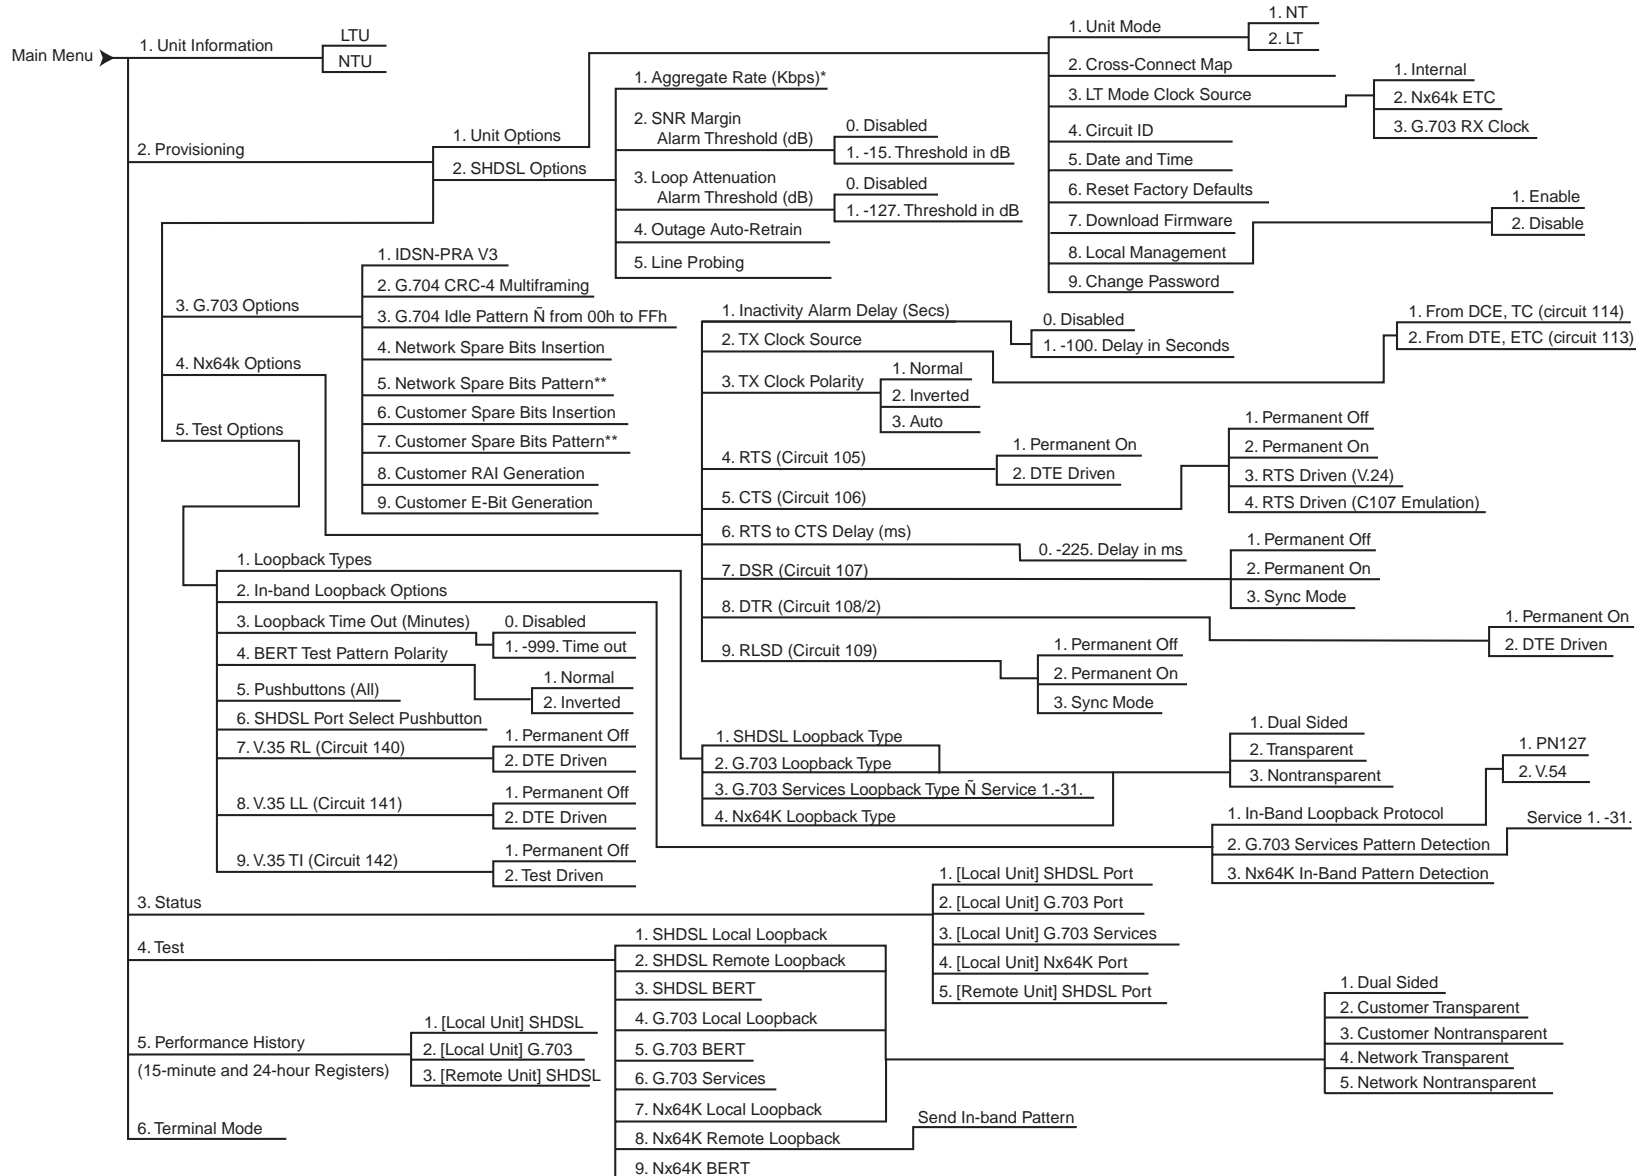 Main Menu
1. Unit Information
LTU
NTU
2. Provisioning
1. Unit Options
2. SHDSL Options
1. Unit Mode
1. NT
2. LT
2. Cross-Connect Map
3. LT Mode Clock Source
1. Internal
2. Nx64k ETC
3. G.703 RX Clock
4. Circuit ID
5. Date and Time
6. Reset Factory Defaults
7. Download Firmware
8. Local Management
1. Enable
2. Disable
9. Change Password
1. Aggregate Rate (Kbps)*
2. SNR Margin
Alarm Threshold (dB)
0. Disabled
1. -15. Threshold in dB
3. Loop Attenuation
Alarm Threshold (dB)
0. Disabled
1. -127. Threshold in dB
4. Outage Auto-Retrain
5. Line Probing
3. G.703 Options
1. IDSN-PRA V3
2. G.704 CRC-4 Multiframing
3. G.704 Idle Pattern Ñ from 00h to FFh
4. Network Spare Bits Insertion
5. Network Spare Bits Pattern**
6. Customer Spare Bits Insertion
7. Customer Spare Bits Pattern**
8. Customer RAI Generation
9. Customer E-Bit Generation
4. Nx64k Options
1. Inactivity Alarm Delay (Secs)
0. Disabled
1. -100. Delay in Seconds
2. TX Clock Source
1. From DCE, TC (circuit 114)
2. From DTE, ETC (circuit 113)
3. TX Clock Polarity
1. Normal
2. Inverted
3. Auto
4. RTS (Circuit 105)
1. Permanent On
2. DTE Driven
5. CTS (Circuit 106)
1. Permanent Off
2. Permanent On
3. RTS Driven (V.24)
4. RTS Driven (C107 Emulation)
6. RTS to CTS Delay (ms)
0. -225. Delay in ms
7. DSR (Circuit 107)
1. Permanent Off
2. Permanent On
3. Sync Mode
8. DTR (Circuit 108/2)
1. Permanent On
2. DTE Driven
9. RLSD (Circuit 109)
1. Permanent Off
2. Permanent On
3. Sync Mode
5. Test Options
1. Loopback Types
1. SHDSL Loopback Type
2. G.703 Loopback Type
3. G.703 Services Loopback Type Ñ Service 1.-31.
4. Nx64K Loopback Type
1. Dual Sided
2. Transparent
3. Nontransparent
2. In-band Loopback Options
1. In-Band Loopback Protocol
1. PN127
2. V.54
2. G.703 Services Pattern Detection
Service 1. -31.
3. Nx64K In-Band Pattern Detection
3. Loopback Time Out (Minutes)
0. Disabled
1. -999. Time out
4. BERT Test Pattern Polarity
1. Normal
2. Inverted
5. Pushbuttons (All)
6. SHDSL Port Select Pushbutton
7. V.35 RL (Circuit 140)
1. Permanent Off
2. DTE Driven
8. V.35 LL (Circuit 141)
1. Permanent Off
2. DTE Driven
9. V.35 TI (Circuit 142)
1. Permanent Off
2. Test Driven
3. Status
1. [Local Unit] SHDSL Port
2. [Local Unit] G.703 Port
3. [Local Unit] G.703 Services
4. [Local Unit] Nx64K Port
5. [Remote Unit] SHDSL Port
4. Test
1. SHDSL Local Loopback
2. SHDSL Remote Loopback
3. SHDSL BERT
4. G.703 Local Loopback
5. G.703 BERT
6. G.703 Services
7. Nx64K Local Loopback
8. Nx64K Remote Loopback
Send In-band Pattern
9. Nx64K BERT
1. Dual Sided
2. Customer Transparent
3. Customer Nontransparent
4. Network Transparent
5. Network Nontransparent
5. Performance History
(15-minute and 24-hour Registers)
1. [Local Unit] SHDSL
2. [Local Unit] G.703
3. [Remote Unit] SHDSL
6. Terminal Mode